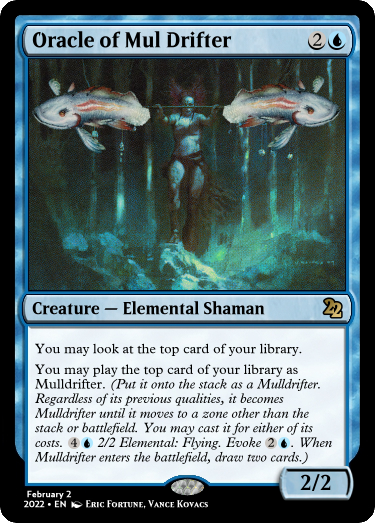 Oracle of Mul Drifter 2
Creature — Elemental Shaman
You may look at the top card of your library.
You may play the top card of your library as
Mulldrifter. (Put it onto the stack as a Mulldrifter.
Regardless of its previous qualities, it becomes
Mulldrifter until it moves to a zone other than the
stack or battlefield. You may cast it for either of its
costs. 4 2/2 Elemental: Flying. Evoke 2. When
Mulldrifter enters the battlefield, draw two cards.)
2/2
February 2
2022 • EN Eric Fortune, Vance Kovacs